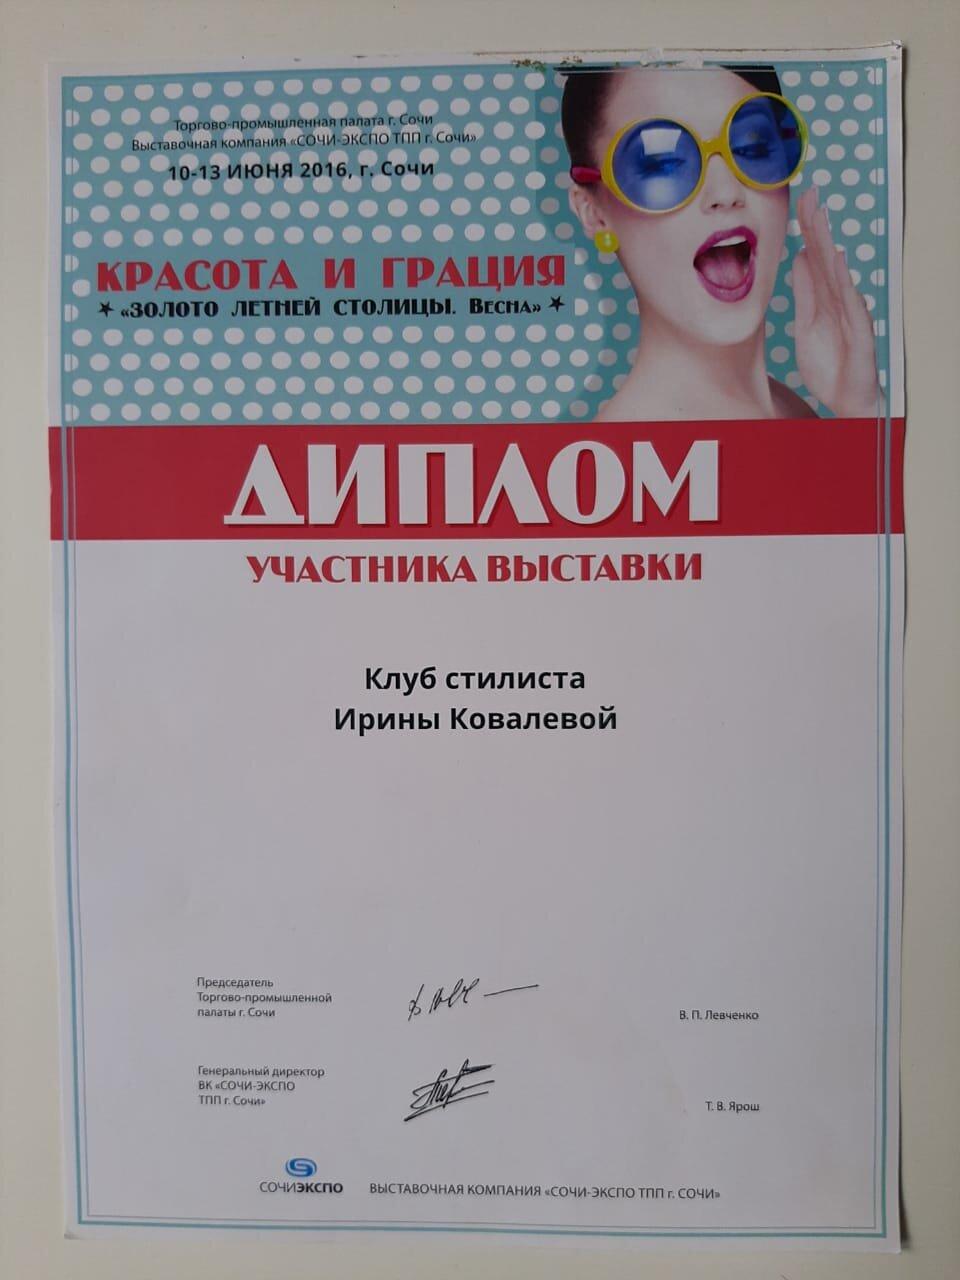 Торгово-промышленная палата г. Сочи
Выставочная компания «СОЧИ-ЭКСПО ТПП г. Сочи»
10-13 ИЮНЯ 2016, г. Сочи
КРАСОТА И ГРАЦИЯ
«ЗОЛОТО ЛЕТНЕЙ СТОЛИЦЫ. ВЕСНА»
ДИПЛОМ
УЧАСТНИКА ВЫСТАВКИ
Клуб стилиста
Ирины Ковалевой
Председатель
Торгово-промышленной
палаты г. Сочи
В. П. Левченко
Генеральный директор
ВК «СОЧИ-ЭКСПО
ТПП г. Сочи»
Т. В. Ярош
СОЧИЭКСПО
ВЫСТАВОЧНАЯ КОМПАНИЯ «СОЧИ-ЭКСПО ТПП г. СОЧИ»